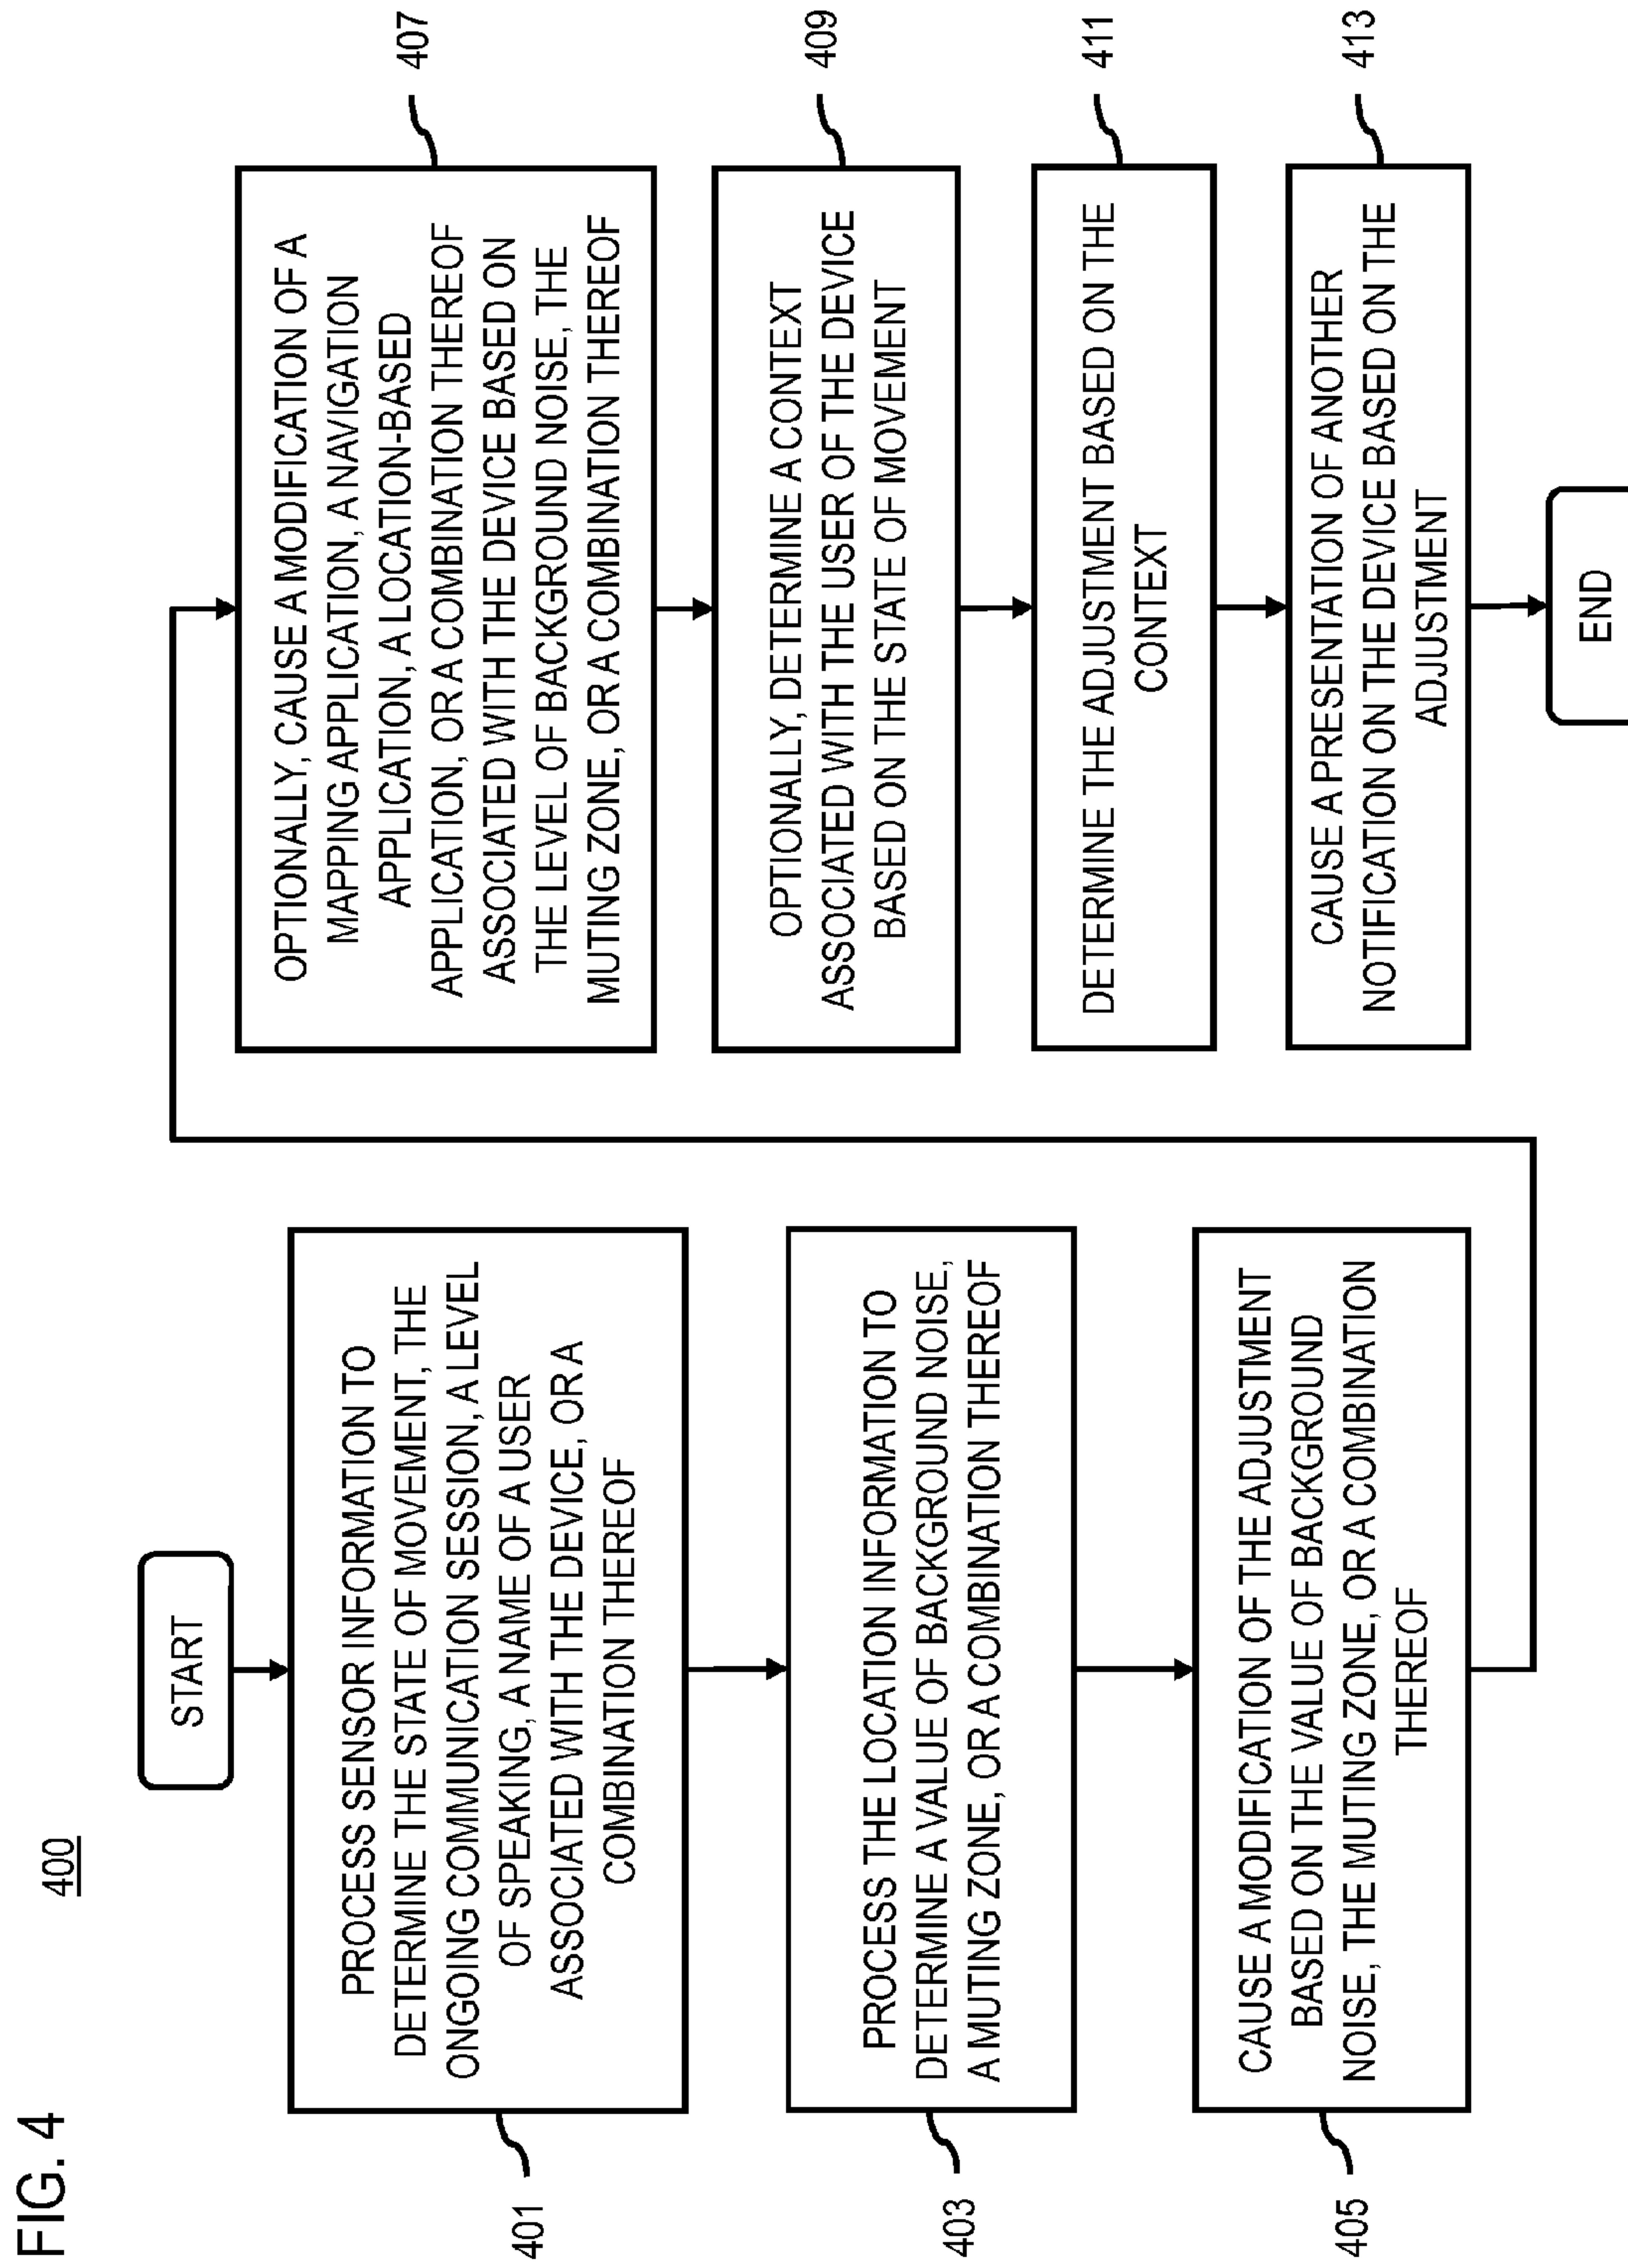 FIG. 4
400
START
PROCESS SENSOR INFORMATION TO
DETERMINE THE STATE OF MOVEMENT, THE
ONGOING COMMUNICATION SESSION, A LEVEL
OF SPEAKING, A NAME OF A USER
ASSOCIATED WITH THE DEVICE, OR A
COMBINATION THEREOF
401
PROCESS THE LOCATION INFORMATION TO
DETERMINE A VALUE OF BACKGROUND NOISE,
A MUTING ZONE, OR A COMBINATION THEREOF
403
CAUSE A MODIFICATION OF THE ADJUSTMENT
BASED ON THE VALUE OF BACKGROUND
NOISE, THE MUTING ZONE, OR A COMBINATION
THEREOF
405
OPTIONALLY, CAUSE A MODIFICATION OF A
MAPPING APPLICATION, A NAVIGATION
APPLICATION, A LOCATION-BASED
APPLICATION, OR A COMBINATION THEREOF
ASSOCIATED WITH THE DEVICE BASED ON
THE LEVEL OF BACKGROUND NOISE, THE
MUTING ZONE, OR A COMBINATION THEREOF
407
OPTIONALLY, DETERMINE A CONTEXT
ASSOCIATED WITH THE USER OF THE DEVICE
BASED ON THE STATE OF MOVEMENT
409
DETERMINE THE ADJUSTMENT BASED ON THE
CONTEXT
411
CAUSE A PRESENTATION OF ANOTHER
NOTIFICATION ON THE DEVICE BASED ON THE
ADJUSTMENT
413
END